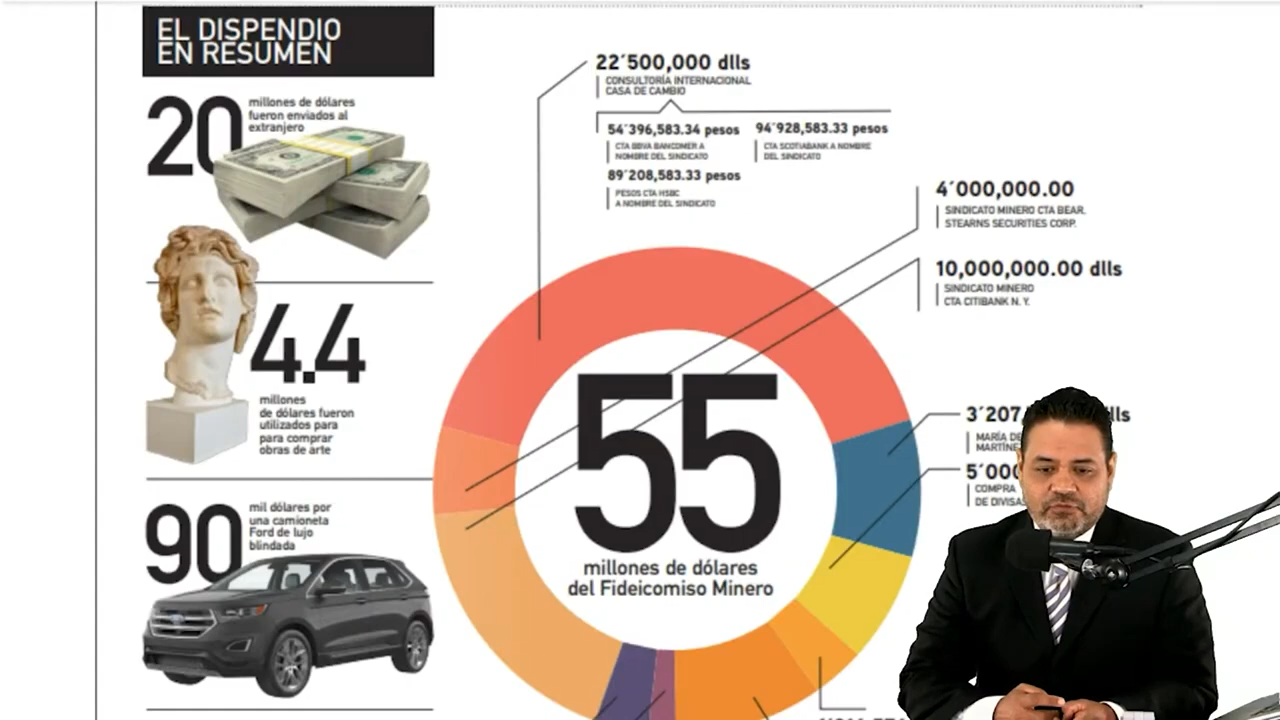 EL DISPENDIO
EN RESUMEN
20
millones de dólares
fueron enviados al
extranjero
4.4
millones
de dólares fueron
utilizados para
para comprar
obras de arte
90
mil dólares por
una camioneta
Ford de lujo
blindada
22´500,000 dlls
CONSULTORÍA INTERNACIONAL
CASA DE CAMBIO
54´396,583.34 pesos
CTA BBVA BANCOMER A
NOMBRE DEL SINDICATO
94´928,583.33 pesos
CTA SCOTIABANK A NOMBRE
DEL SINDICATO
89´208,583.33 pesos
PESOS CTA HSBC
A NOMBRE DEL SINDICATO
4´000,000.00
SINDICATO MINERO CTA BEAR.
STEARNS SECURITIES CORP.
10,000,000.00 dlls
SINDICATO MINERO
CTA CITIBANK N. Y.
3´207
MARÍA DE
5´000
COMPRA
DE
55
millones de dólares
del Fideicomiso Minero